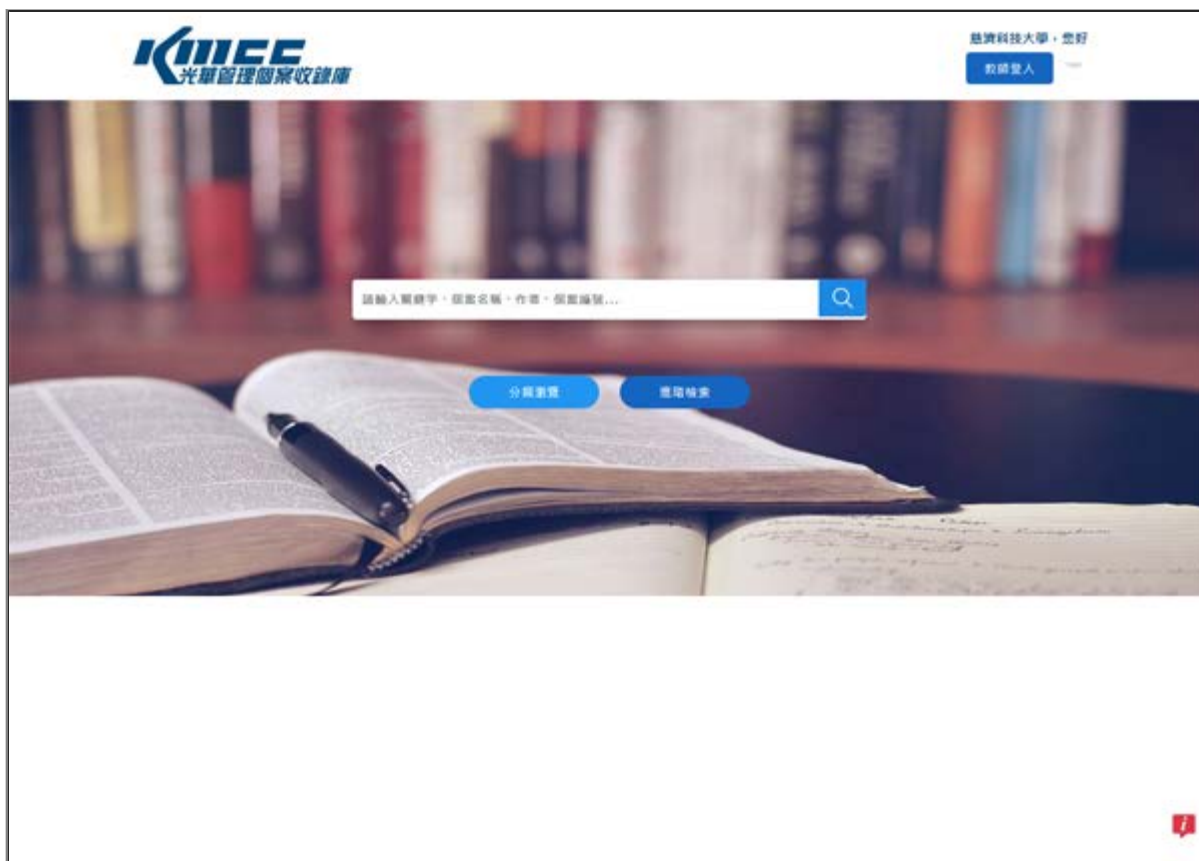 KMCC
光華管理個案收錄庫
慈濟科技大學，您好
教師登入
請輸入關鍵字、個案名稱、作者、個案編號...
分類瀏覽
進階檢索